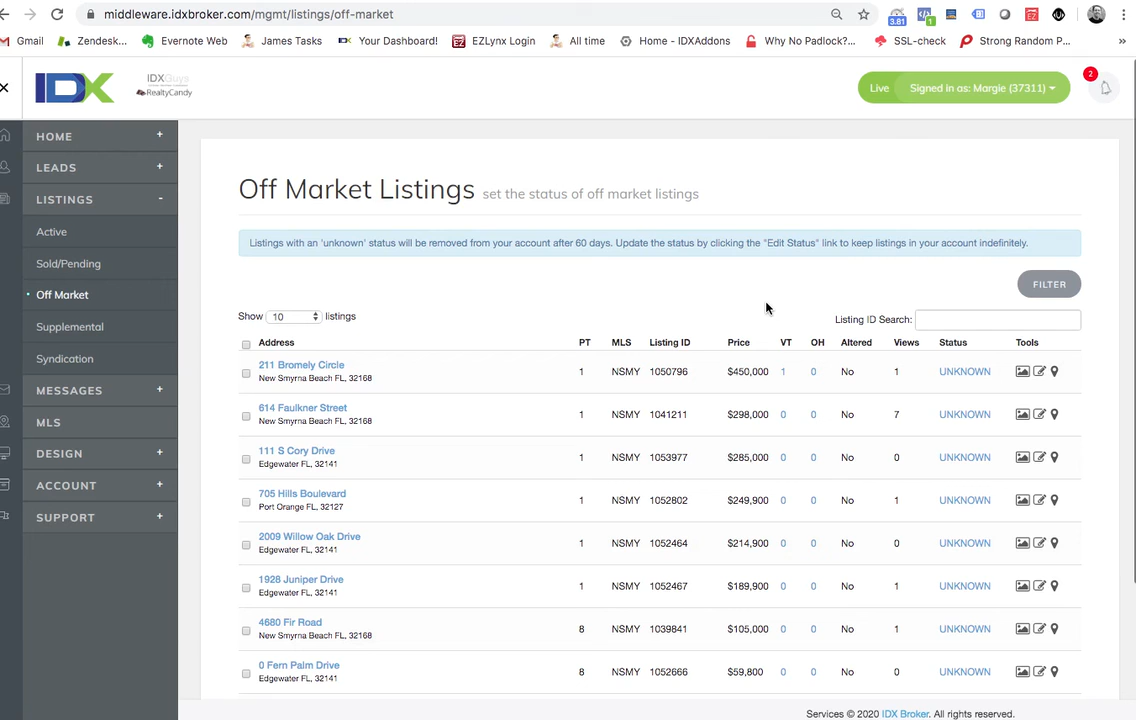 middleware.idxbroker.com/mgmt/listings/off-market
3.81
1
EZ
Gmail
Zendesk...
Evernote Web
James Tasks
IDX
Your Dashboard!
EZ
EZLynx Login
All time
Home - IDXAddons
Why No Padlock?...
SSL-check
Strong Random P...
»
IDX
IDXGuys
RealtyCandy
Live
Signed in as: Margie (37311)
2
HOME +
LEADS +
LISTINGS -
Active
Sold/Pending
• Off Market
Supplemental
Syndication
MESSAGES +
MLS
DESIGN +
ACCOUNT +
SUPPORT +
Off Market Listings set the status of off market listings
Listings with an 'unknown' status will be removed from your account after 60 days. Update the status by clicking the "Edit Status" link to keep listings in your account indefinitely.
FILTER
Show 10 listings
Listing ID Search:
Address PT MLS Listing ID Price VT OH Altered Views Status Tools
211 Bromely Circle
New Smyrna Beach FL, 32168
1 NSMY 1050796 $450,000 1 0 No 1 UNKNOWN
614 Faulkner Street
New Smyrna Beach FL, 32168
1 NSMY 1041211 $298,000 0 0 No 7 UNKNOWN
111 S Cory Drive
Edgewater FL, 32141
1 NSMY 1053977 $285,000 0 0 No 0 UNKNOWN
705 Hills Boulevard
Port Orange FL, 32127
1 NSMY 1052802 $249,900 0 0 No 1 UNKNOWN
2009 Willow Oak Drive
Edgewater FL, 32141
1 NSMY 1052464 $214,900 0 0 No 0 UNKNOWN
1928 Juniper Drive
Edgewater FL, 32141
1 NSMY 1052467 $189,900 0 0 No 1 UNKNOWN
4680 Fir Road
New Smyrna Beach FL, 32168
8 NSMY 1039841 $105,000 0 0 No 1 UNKNOWN
0 Fern Palm Drive
Edgewater FL, 32141
8 NSMY 1052666 $59,800 0 0 No 0 UNKNOWN
Services © 2020 IDX Broker. All rights reserved.